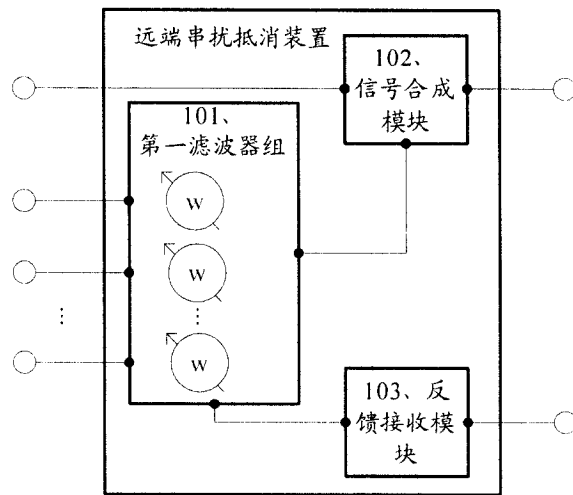 远端串扰抵消装置
102、
信号合成
模块
101、
第一滤波器组
W
W
⋮
W
⋮
103、反
馈接收模
块